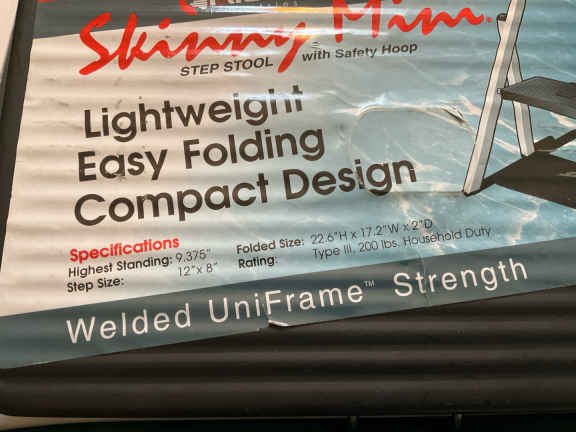 Skinny Mini
STEP STOOL with Safety Hoop
Lightweight
Easy Folding
Compact Design
Specifications
Highest Standing: 9.375"
Step Size: 12"x 8"
Folded Size: 22.6"H x 17.2"W x 2"D
Rating: Type III, 200 lbs. Household Duty
Welded UniFrame™ Strength